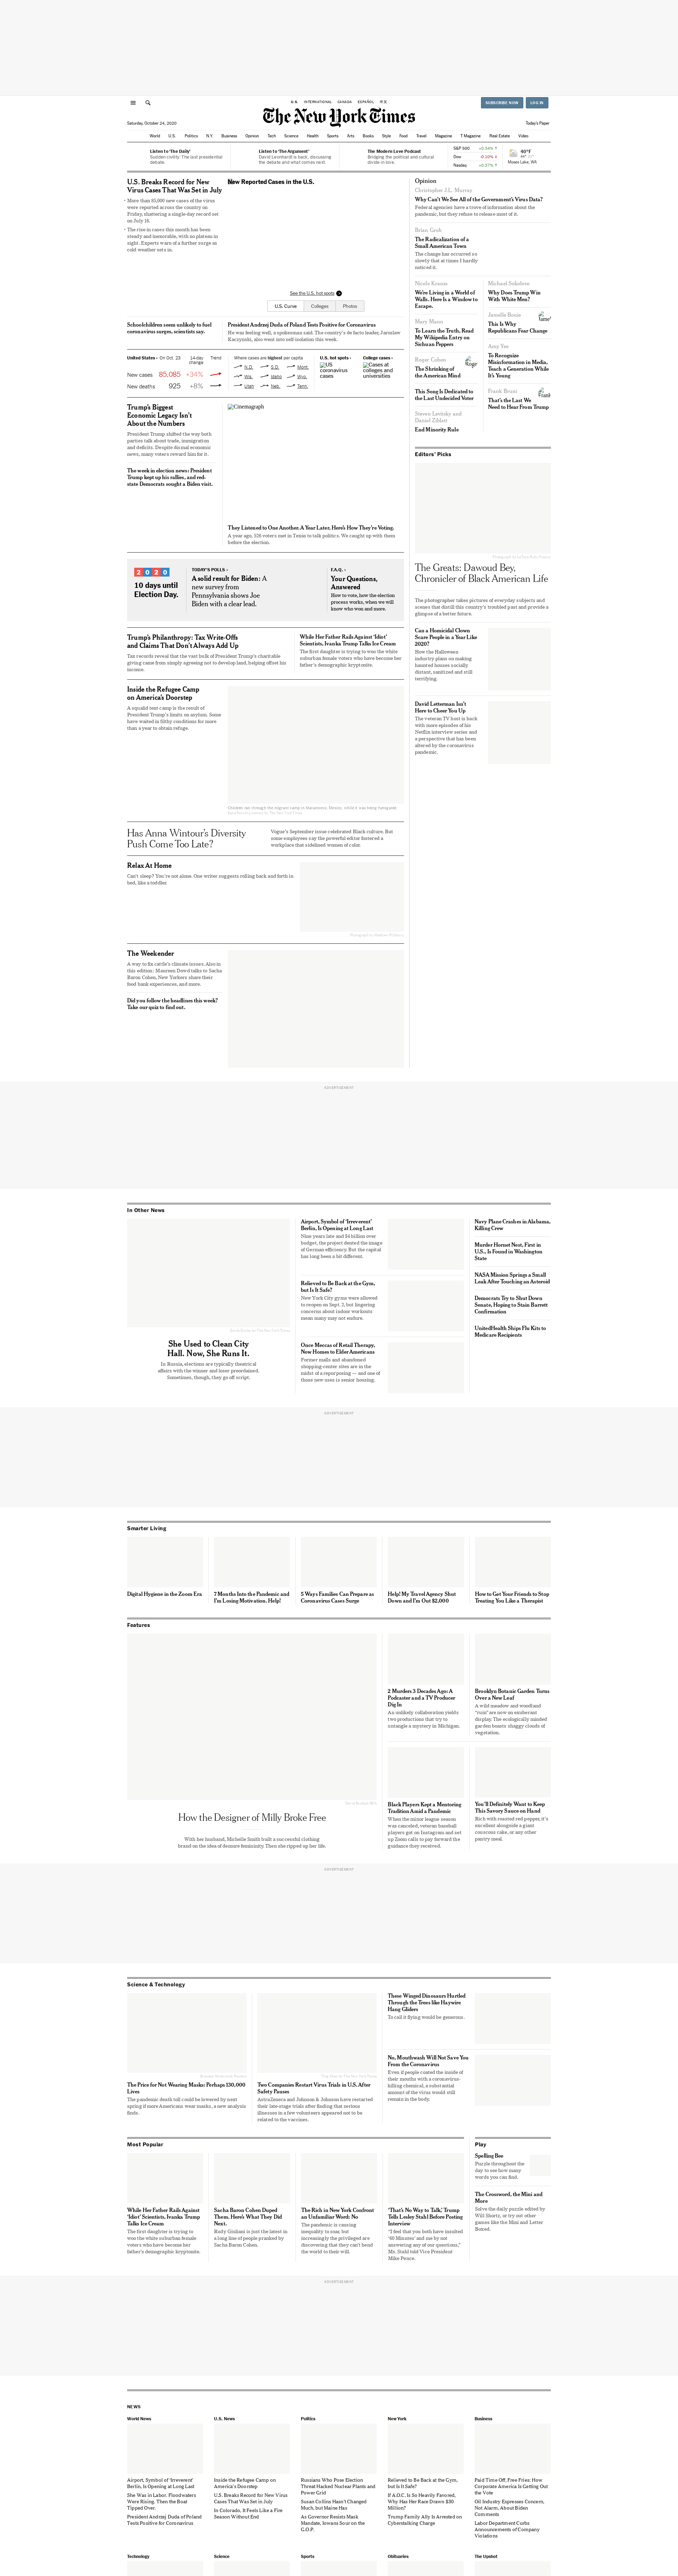 U.S. INTERNATIONAL CANADA ESPAÑOL 中文
SUBSCRIBE NOW LOG IN
The New York Times
Saturday, October 24, 2020
Today's Paper
World U.S. Politics N.Y. Business Opinion Tech Science Health Sports Arts Books Style Food Travel Magazine T Magazine Real Estate Video
Listen to 'The Daily'
Sudden civility: The last presidential
debate.
Listen to 'The Argument'
David Leonhardt is back, discussing
the debate and what comes next.
The Modern Love Podcast
Bridging the political and cultural
divide in love.
S&P 500 +0.34% ↑
Dow -0.10% ↓
Nasdaq +0.37% ↑
40°F
Moses Lake, WA
U.S. Breaks Record for New
Virus Cases That Was Set in July
• More than 85,000 new cases of the virus
were reported across the country on
Friday, shattering a single-day record set
on July 16.
• The rise in cases this month has been
steady and inexorable, with no plateau in
sight. Experts warn of a further surge as
cold weather sets in.
New Reported Cases in the U.S.
See the U.S. hot spots
U.S. Curve Colleges Photos
Schoolchildren seem unlikely to fuel
coronavirus surges, scientists say.
President Andrzej Duda of Poland Tests Positive for Coronavirus
He was feeling well, a spokesman said. The country's de facto leader, Jaroslaw
Kaczynski, also went into self-isolation this week.
United States › On Oct. 23 14-day
change Trend
New cases 85,085 +34%
New deaths 925 +8%
Where cases are highest per capita
N.D. S.D. Mont.
Wis. Idaho Wyo.
Utah Neb. Tenn.
U.S. hot spots ›
US
coronavirus
cases
College cases ›
Cases at
colleges and
universities
Trump's Biggest
Economic Legacy Isn't
About the Numbers
President Trump shifted the way both
parties talk about trade, immigration
and deficits. Despite dismal economic
news, many voters reward him for it.
The week in election news: President
Trump kept up his rallies, and red-
state Democrats sought a Biden visit.
Cinemagraph
They Listened to One Another. A Year Later, Here's How They're Voting.
A year ago, 526 voters met in Texas to talk politics. We caught up with them
before the election.
2020
10 days until
Election Day.
TODAY'S POLLS ›
A solid result for Biden: A
new survey from
Pennsylvania shows Joe
Biden with a clear lead.
F.A.Q. ›
Your Questions,
Answered
How to vote, how the election
process works, when we will
know who won and more.
Trump's Philanthropy: Tax Write-Offs
and Claims That Don't Always Add Up
Tax records reveal that the vast bulk of President Trump's charitable
giving came from simply agreeing not to develop land, helping offset his
income.
While Her Father Rails Against 'Idiot'
Scientists, Ivanka Trump Talks Ice Cream
The first daughter is trying to woo the white
suburban female voters who have become her
father's demographic kryptonite.
Inside the Refugee Camp
on America's Doorstep
A squalid tent camp is the result of
President Trump's limits on asylum. Some
have waited in filthy conditions for more
than a year to obtain refuge.
Children ran through the migrant camp in Matamoros, Mexico, while it was being fumigated.
Has Anna Wintour's Diversity
Push Come Too Late?
Vogue's September issue celebrated Black culture. But
some employees say the powerful editor fostered a
workplace that sidelined women of color.
Relax At Home
Can't sleep? You're not alone: One writer suggests rolling back and forth in
bed, like a toddler.
The Weekender
A way to fix cattle's climate issues. Also in
this edition: Maureen Dowd talks to Sacha
Baron Cohen, New Yorkers share their
food bank experiences, and more.
Did you follow the headlines this week?
Take our quiz to find out.
Opinion
Christopher J.L. Murray
Why Can't We See All of the Government's Virus Data?
Federal agencies have a trove of information about the
pandemic, but they refuse to release most of it.
Brian Groh
The Radicalization of a
Small American Town
The change has occurred so
slowly that at times I hardly
noticed it.
Nicole Krauss
We're Living in a World of
Walls. Here Is a Window to
Escape.
Mary Mann
To Learn the Truth, Read
My Wikipedia Entry on
Sichuan Peppers
Roger Cohen
The Shrinking of
the American Mind
This Song Is Dedicated to
the Last Undecided Voter
Steven Levitsky and
Daniel Ziblatt
End Minority Rule
Michael Sokolove
Why Does Trump Win
With White Men?
Jamelle Bouie
This Is Why
Republicans Fear Change
Amy Yee
To Recognize
Misinformation in Media,
Teach a Generation While
It's Young
Frank Bruni
That's the Last We
Need to Hear From Trump
Editors' Picks
The Greats: Dawoud Bey,
Chronicler of Black American Life
The photographer takes pictures of everyday subjects and
scenes that distill this country's troubled past and provide a
glimpse of a better future.
Can a Homicidal Clown
Scare People in a Year Like
2020?
How the Halloween
industry plans on making
haunted houses socially
distant, sanitized and still
terrifying.
David Letterman Isn't
Here to Cheer You Up
The veteran TV host is back
with more episodes of his
Netflix interview series and
a perspective that has been
altered by the coronavirus
pandemic.
ADVERTISEMENT
In Other News
She Used to Clean City
Hall. Now, She Runs It.
In Russia, elections are typically theatrical
affairs with the winner and loser preordained.
Sometimes, though, they go off script.
Airport, Symbol of 'Irreverent'
Berlin, Is Opening at Long Last
Nine years late and $4 billion over
budget, the project dented the image
of German efficiency. But the capital
has long been a bit different.
Relieved to Be Back at the Gym,
but Is It Safe?
New York City gyms were allowed
to reopen on Sept. 2, but lingering
concerns about indoor workouts
mean many may not endure.
Once Meccas of Retail Therapy,
Now Homes to Elder Americans
Former malls and abandoned
shopping-center sites are in the
midst of a repurposing — and one of
those new uses is senior housing.
Navy Plane Crashes in Alabama,
Killing Crew
Murder Hornet Nest, First in
U.S., Is Found in Washington
State
NASA Mission Springs a Small
Leak After Touching an Asteroid
Democrats Try to Shut Down
Senate, Hoping to Stain Barrett
Confirmation
UnitedHealth Ships Flu Kits to
Medicare Recipients
ADVERTISEMENT
Smarter Living
Digital Hygiene in the Zoom Era
7 Months Into the Pandemic and
I'm Losing Motivation. Help!
5 Ways Families Can Prepare as
Coronavirus Cases Surge
Help! My Travel Agency Shut
Down and I'm Out $2,000
How to Get Your Friends to Stop
Treating You Like a Therapist
Features
How the Designer of Milly Broke Free
With her husband, Michelle Smith built a successful clothing
brand on the idea of demure femininity. Then she ripped up her life.
2 Murders 3 Decades Ago: A
Podcaster and a TV Producer
Dig In
An unlikely collaboration yields
two productions that try to
untangle a mystery in Michigan.
Brooklyn Botanic Garden Turns
Over a New Leaf
A wild meadow and woodland
"ruin" are now on exuberant
display. The ecologically minded
garden boasts shaggy clouds of
vegetation.
Black Players Kept a Mentoring
Tradition Amid a Pandemic
When the minor league season
was canceled, veteran baseball
players got on Instagram and set
up Zoom calls to pay forward the
guidance they received.
You'll Definitely Want to Keep
This Savory Sauce on Hand
Rich with roasted red pepper, it's
excellent alongside a giant
couscous cake, or any other
pantry meal.
ADVERTISEMENT
Science & Technology
The Price for Not Wearing Masks: Perhaps 130,000
Lives
The pandemic death toll could be lowered by next
spring if more Americans wear masks, a new analysis
finds.
Two Companies Restart Virus Trials in U.S. After
Safety Pauses
AstraZeneca and Johnson & Johnson have restarted
their late-stage trials after finding that serious
illnesses in a few volunteers appeared not to be
related to the vaccines.
These Winged Dinosaurs Hurtled
Through the Trees like Haywire
Hang Gliders
To call it flying would be generous.
No, Mouthwash Will Not Save You
From the Coronavirus
Even if people coated the inside of
their mouths with a coronavirus-
killing chemical, a substantial
amount of the virus would still
remain in the body.
Most Popular
While Her Father Rails Against
'Idiot' Scientists, Ivanka Trump
Talks Ice Cream
The first daughter is trying to
woo the white suburban female
voters who have become her
father's demographic kryptonite.
Sacha Baron Cohen Duped
Them. Here's What They Did
Next.
Rudy Giuliani is just the latest in
a long line of people pranked by
Sacha Baron Cohen.
The Rich in New York Confront
an Unfamiliar Word: No
The pandemic is causing
inequality to soar, but
increasingly the privileged are
discovering that they can't bend
the world to their will.
'That's No Way to Talk,' Trump
Tells Lesley Stahl Before Posting
Interview
"I feel that you both have insulted
'60 Minutes' and me by not
answering any of our questions,"
Ms. Stahl told Vice President
Mike Pence.
Play
Spelling Bee
Puzzle throughout the
day to see how many
words you can find.
The Crossword, the Mini and
More
Solve the daily puzzle edited by
Will Shortz, or try out other
games like the Mini and Letter
Boxed.
ADVERTISEMENT
NEWS
World News
Airport, Symbol of 'Irreverent'
Berlin, Is Opening at Long Last
She Was in Labor. Floodwaters
Were Rising. Then the Boat
Tipped Over.
President Andrzej Duda of Poland
Tests Positive for Coronavirus
U.S. News
Inside the Refugee Camp on
America's Doorstep
U.S. Breaks Record for New Virus
Cases That Was Set in July
In Colorado, It Feels Like a Fire
Season Without End
Politics
Russians Who Pose Election
Threat Hacked Nuclear Plants and
Power Grid
Susan Collins Hasn't Changed
Much, but Maine Has
As Governor Resists Mask
Mandate, Iowans Sour on the
G.O.P.
New York
Relieved to Be Back at the Gym,
but Is It Safe?
If A.O.C. Is So Heavily Favored,
Why Has Her Race Drawn $30
Million?
Trump Family Ally Is Arrested on
Cyberstalking Charge
Business
Paid Time Off, Free Fries: How
Corporate America Is Getting Out
the Vote
Oil Industry Expresses Concern,
Not Alarm, About Biden
Comments
Labor Department Curbs
Announcements of Company
Violations
Technology
Science
Sports
Obituaries
The Upshot